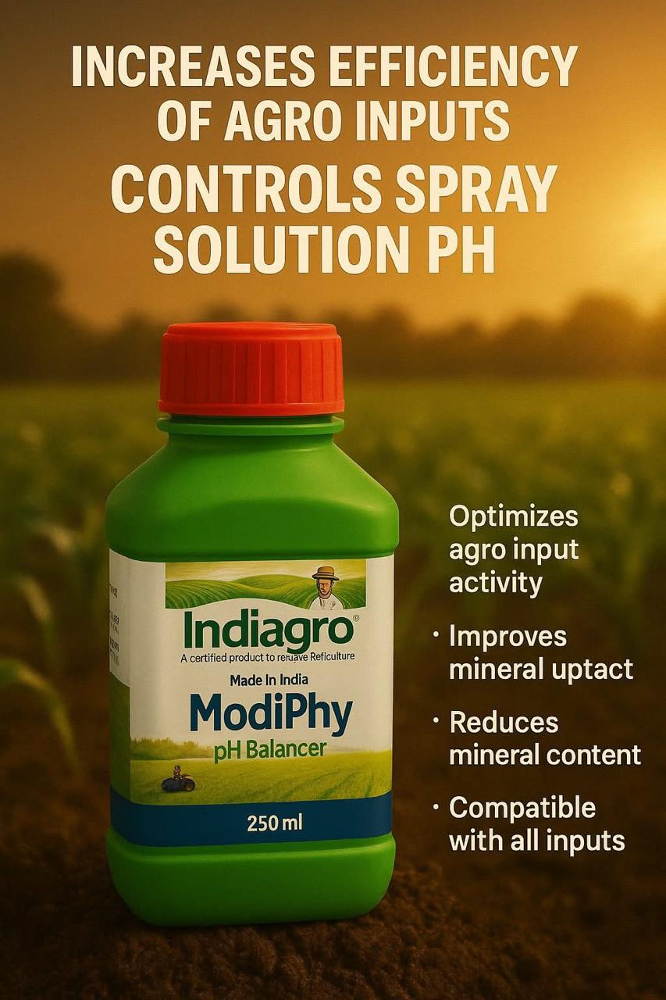 INCREASES EFFICIENCY
OF AGRO INPUTS
CONTROLS SPRAY
SOLUTION PH
Indiagro®
Made In India
ModiPhy
pH Balancer
250 ml
Optimizes
agro input
activity
· Improves
mineral uptact
· Reduces
mineral content
· Compatible
with all inputs
A certified product to Reficulture